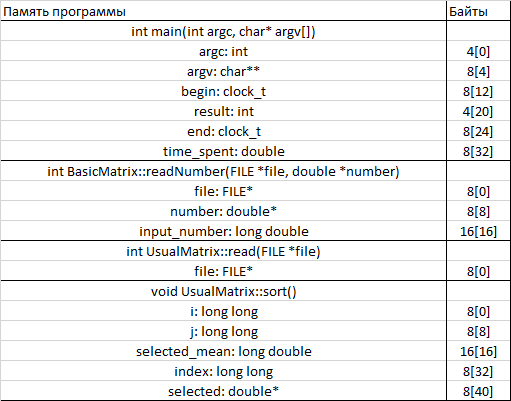 Память программы Байты
int main(int argc, char* argv[])
argc: int 4[0]
argv: char** 8[4]
begin: clock_t 8[12]
result: int 4[20]
end: clock_t 8[24]
time_spent: double 8[32]
int BasicMatrix::readNumber(FILE *file, double *number)
file: FILE* 8[0]
number: double* 8[8]
input_number: long double 16[16]
int UsualMatrix::read(FILE *file)
file: FILE* 8[0]
void UsualMatrix::sort()
i: long long 8[0]
j: long long 8[8]
selected_mean: long double 16[16]
index: long long 8[32]
selected: double* 8[40]